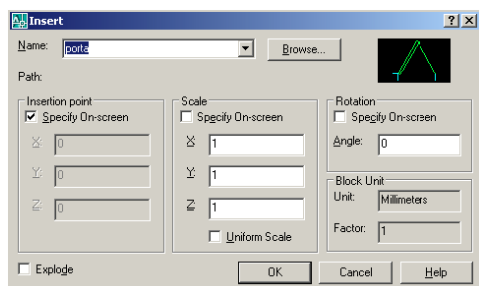 Insert
Name: porta Browse...
Path:
Insertion point Scale Rotation
Specify On-screen Specify On-screen Specify On-screen
X: 0 X 1 Angle: 0
Y: 0 Y: 1 Block Unit
Z: 0 Z 1 Unit: Millimeters
Uniform Scale Factor: 1
Explode OK Cancel Help